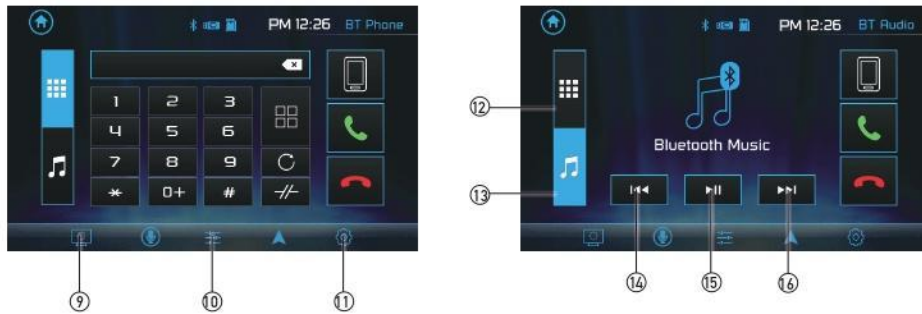 PM 12:26 BT Phone
1 2 3
4 5 6
7 8 9
* 0+ #
⑨ ⑩ ⑪
PM 12:26 BT Audio
⑫
Bluetooth Music
⑬
⑭ ⑮ ⑯